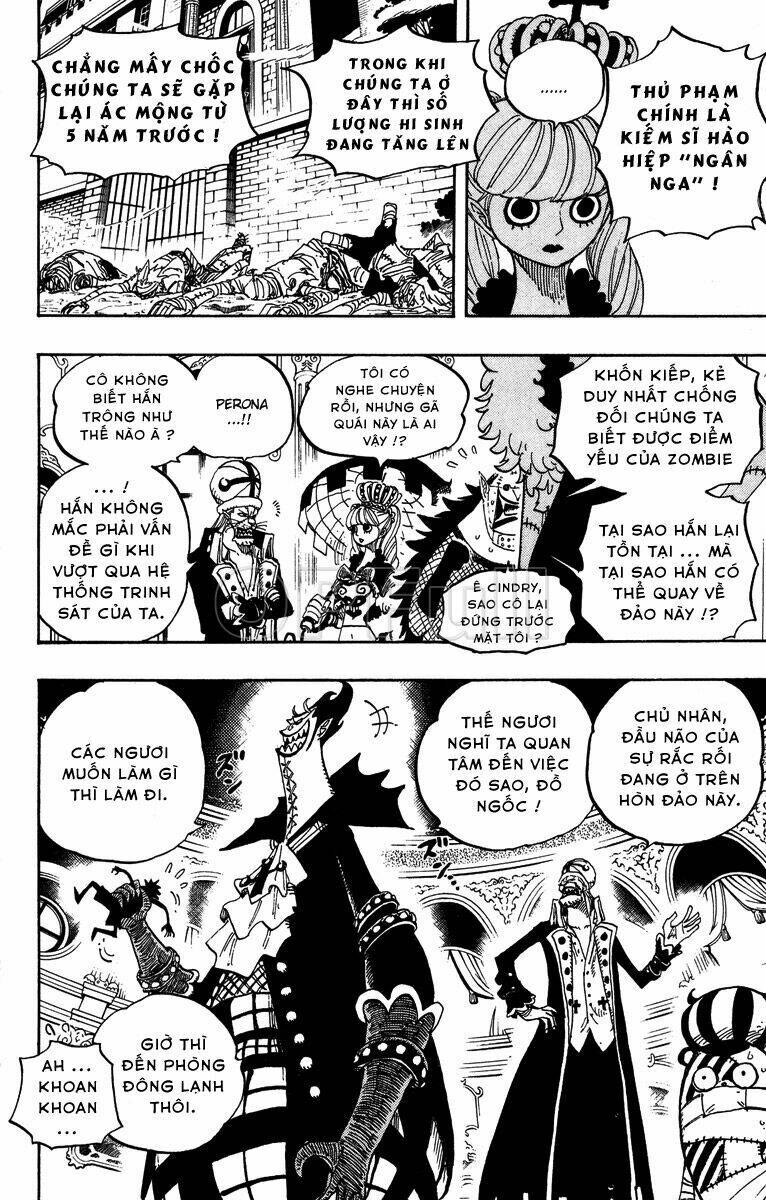 THỦ PHẠM
CHÍNH LÀ
KIẾM SĨ HÀO
HIỆP “NGÂN
NGA” !
......
TRONG KHI
CHÚNG TA Ở
ĐÂY THÌ SỐ
LƯỢNG HI SINH
ĐANG TĂNG LÊN
CHẲNG MẤY CHỐC
CHÚNG TA SẼ GẶP
LẠI ÁC MỘNG TỪ
5 NĂM TRƯỚC !
KHỐN KIẾP, KẺ
DUY NHẤT CHỐNG
ĐỐI CHÚNG TA
BIẾT ĐƯỢC ĐIỂM
YẾU CỦA ZOMBIE
TẠI SAO HẮN LẠI
TỒN TẠI ... MÀ
TẠI SAO HẮN CÓ
THỂ QUAY VỀ
ĐẢO NÀY !?
Ê CINDRY,
SAO CÔ LẠI
ĐỨNG TRƯỚC
MẶT TÔI ?
TÔI CÓ
NGHE CHUYỆN
RỒI, NHƯNG GÃ
QUÁI NÀY LÀ AI
VẬY !?
PERONA
...!!
CÔ KHÔNG
BIẾT HẮN
TRÔNG NHƯ
THẾ NÀO À ?
... !
HẮN KHÔNG
MẮC PHẢI VẤN
ĐỀ GÌ KHI
VƯỢT QUA HỆ
THỐNG TRINH
SÁT CỦA TA.
CHỦ NHÂN,
ĐẦU NÃO CỦA
SỰ RẮC RỐI
ĐANG Ở TRÊN
HÒN ĐẢO NÀY.
THẾ NGƯƠI
NGHĨ TA QUAN
TÂM ĐẾN VIỆC
ĐÓ SAO, ĐỒ
NGỐC !
CÁC NGƯƠI
MUỐN LÀM GÌ
THÌ LÀM ĐI.
GIỜ THÌ
ĐẾN PHÒNG
ĐÔNG LẠNH
THÔI.
AH ...
KHOAN
KHOAN
...